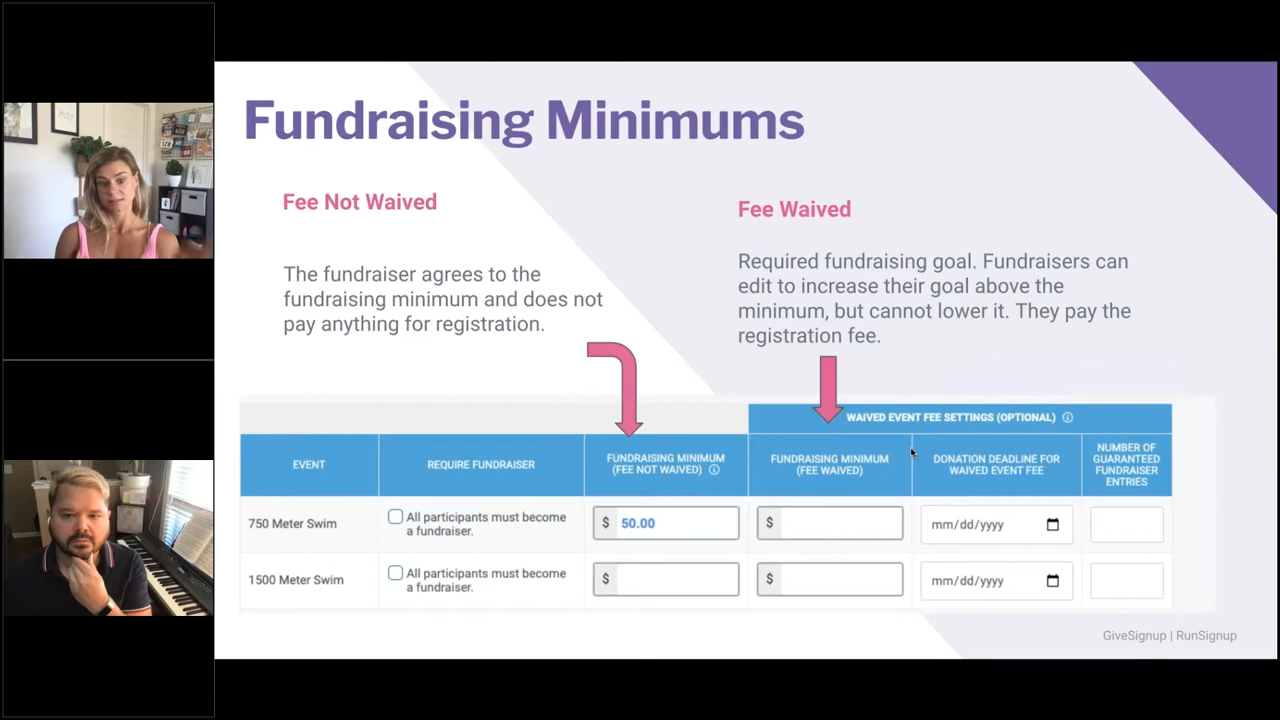 Fundraising Minimums
Fee Not Waived
The fundraiser agrees to the
fundraising minimum and does not
pay anything for registration.
Fee Waived
Required fundraising goal. Fundraisers can
edit to increase their goal above the
minimum, but cannot lower it. They pay the
registration fee.
WAIVED EVENT FEE SETTINGS (OPTIONAL)
EVENT
REQUIRE FUNDRAISER
FUNDRAISING MINIMUM
(FEE NOT WAIVED)
FUNDRAISING MINIMUM
(FEE WAIVED)
DONATION DEADLINE FOR
WAIVED EVENT FEE
NUMBER OF
GUARANTEED
FUNDRAISER
ENTRIES
750 Meter Swim
All participants must become
a fundraiser.
$ 50.00
$
mm/dd/yyyy
1500 Meter Swim
All participants must become
a fundraiser.
$
$
mm/dd/yyyy
GiveSignup | RunSignup